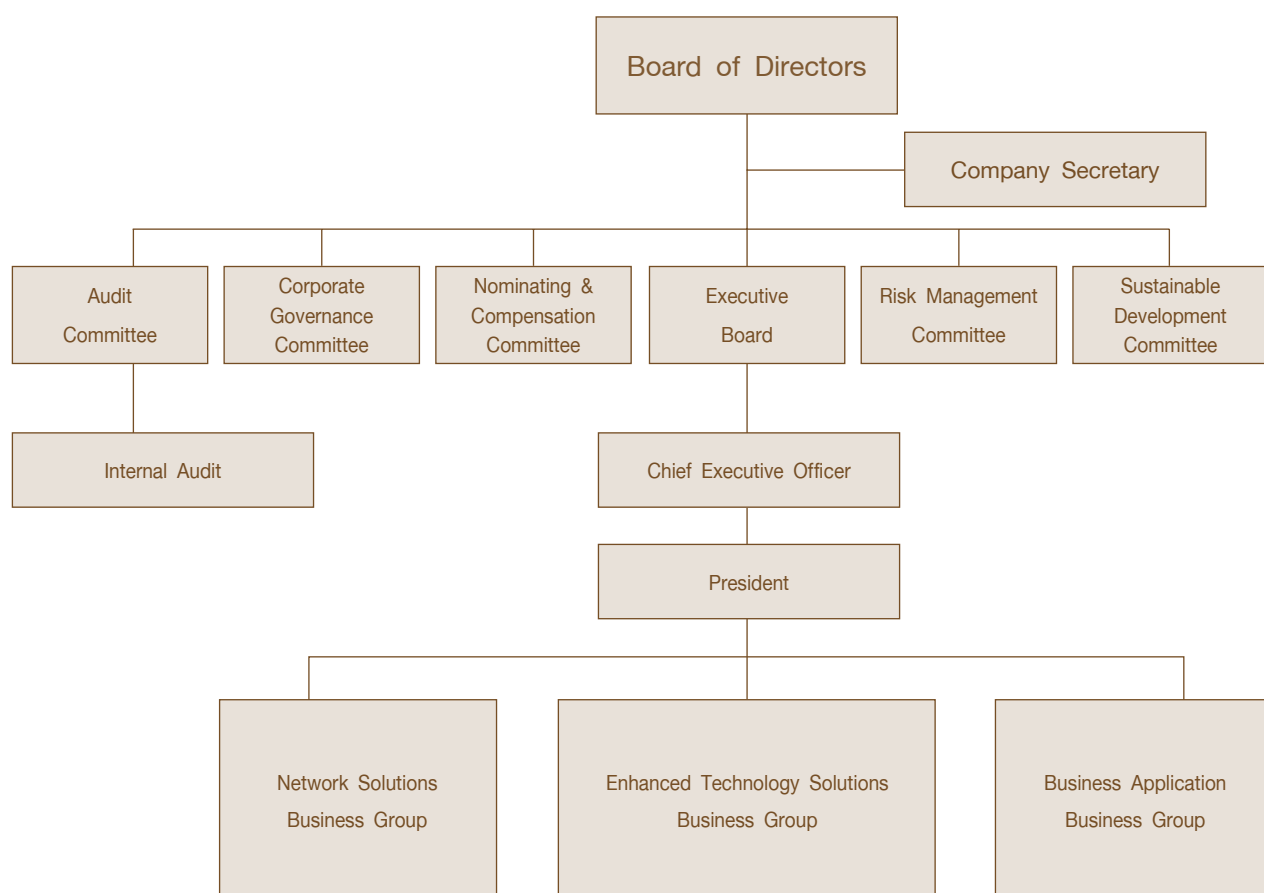 Board of Directors
Company Secretary
Audit
Committee
Corporate
Governance
Committee
Nominating &
Compensation
Committee
Executive
Board
Risk Management
Committee
Sustainable
Development
Committee
Internal Audit
Chief Executive Officer
President
Network Solutions
Business Group
Enhanced Technology Solutions
Business Group
Business Application
Business Group